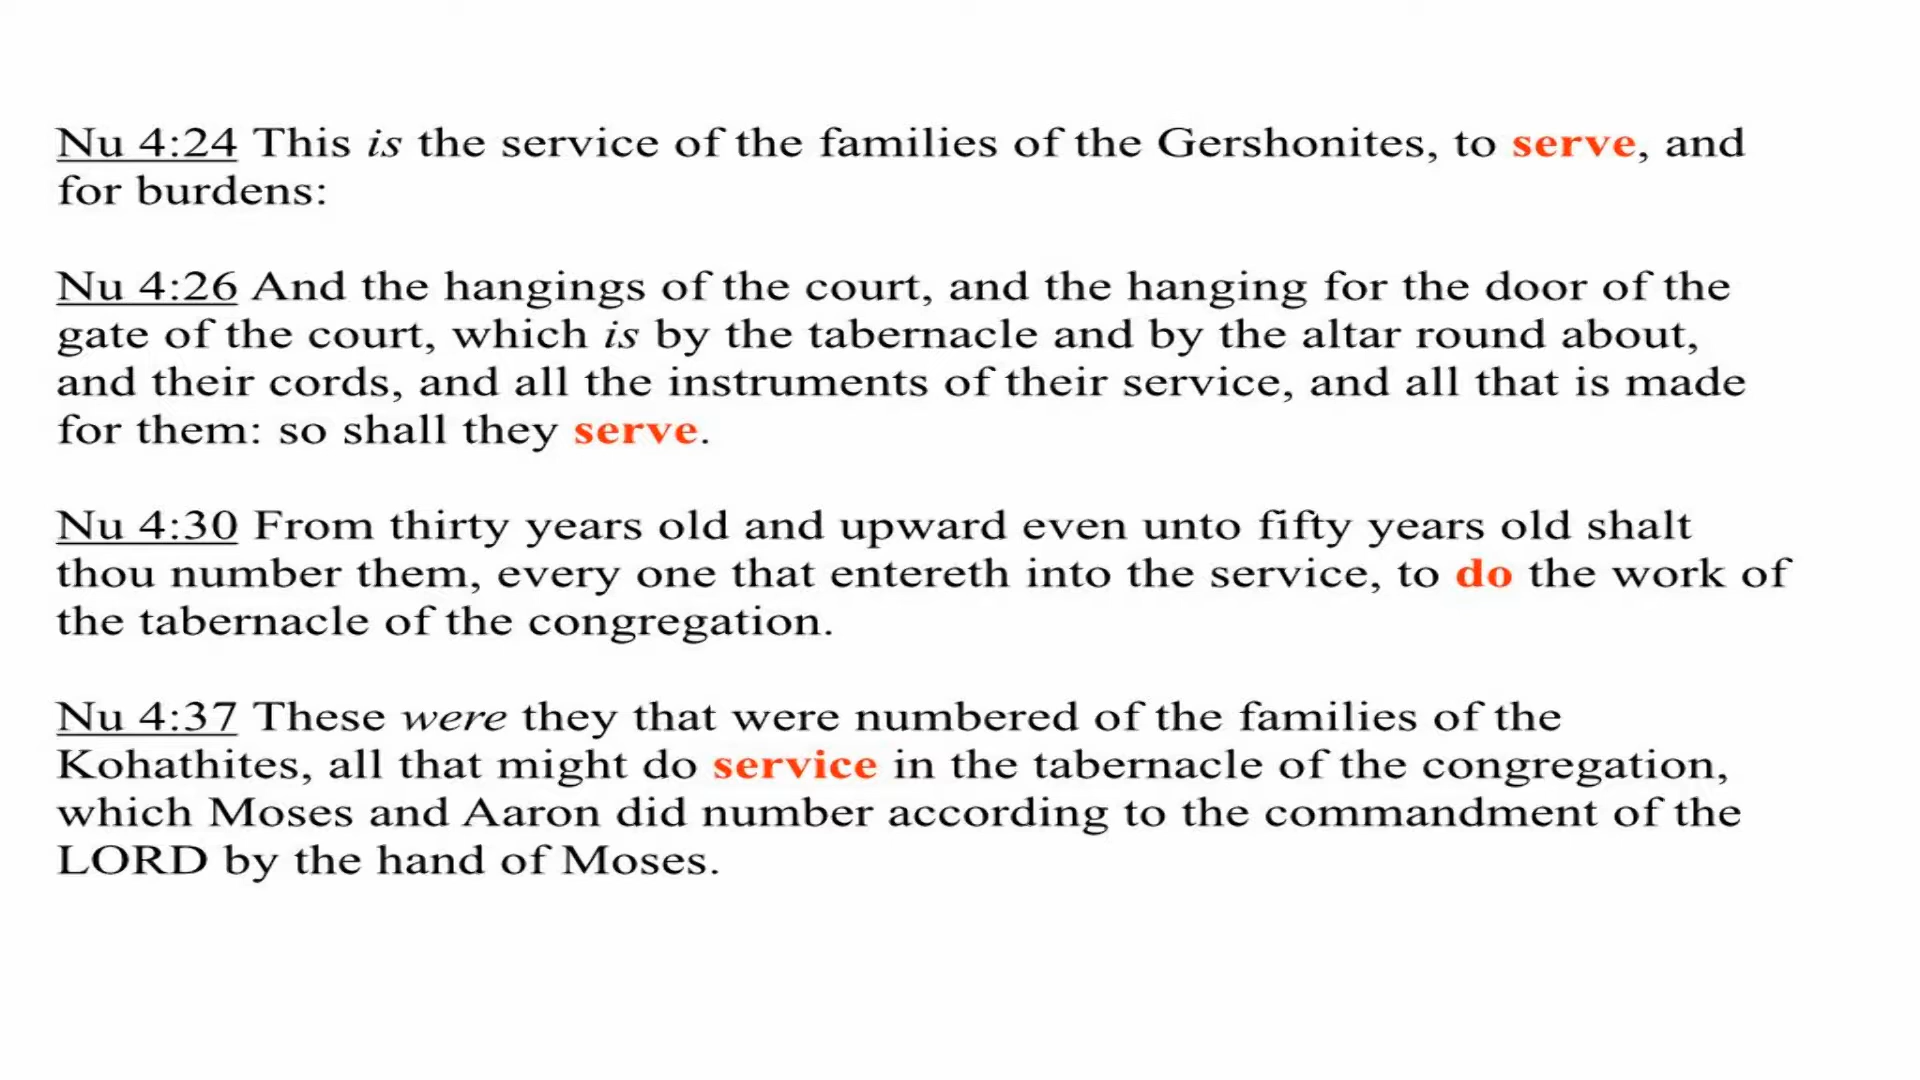 Nu 4:24 This is the service of the families of the Gershonites, to serve, and
for burdens:
Nu 4:26 And the hangings of the court, and the hanging for the door of the
gate of the court, which is by the tabernacle and by the altar round about,
and their cords, and all the instruments of their service, and all that is made
for them: so shall they serve.
Nu 4:30 From thirty years old and upward even unto fifty years old shalt
thou number them, every one that entereth into the service, to do the work of
the tabernacle of the congregation.
Nu 4:37 These were they that were numbered of the families of the
Kohathites, all that might do service in the tabernacle of the congregation,
which Moses and Aaron did number according to the commandment of the
LORD by the hand of Moses.